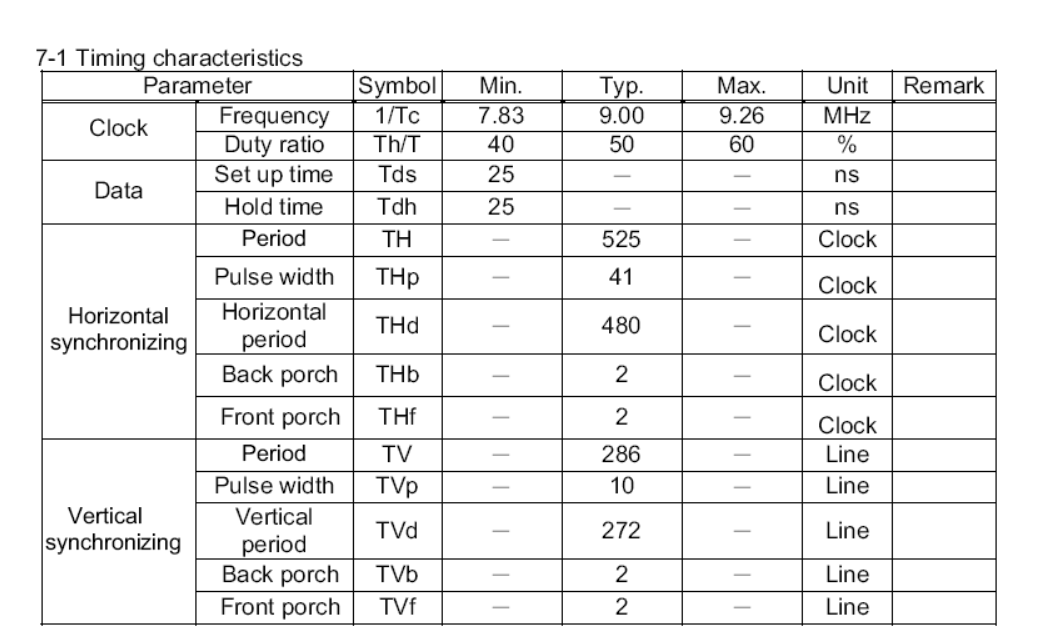 7-1 Timing characteristics
Parameter Symbol Min. Typ. Max. Unit Remark
Clock Frequency 1/Tc 7.83 9.00 9.26 MHz
Duty ratio Th/T 40 50 60 %
Data Set up time Tds 25 — — ns
Hold time Tdh 25 — — ns
Horizontal synchronizing Period TH — 525 — Clock
Pulse width THp — 41 — Clock
Horizontal period THd — 480 — Clock
Back porch THb — 2 — Clock
Front porch THf — 2 — Clock
Vertical synchronizing Period TV — 286 — Line
Pulse width TVp — 10 — Line
Vertical period TVd — 272 — Line
Back porch TVb — 2 — Line
Front porch TVf — 2 — Line